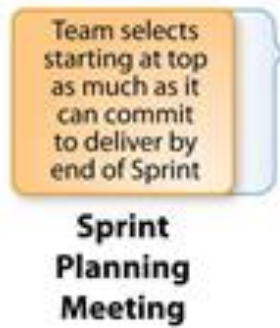 Team selects
starting at top
as much as it
can commit
to deliver by
end of Sprint
Sprint
Planning
Meeting